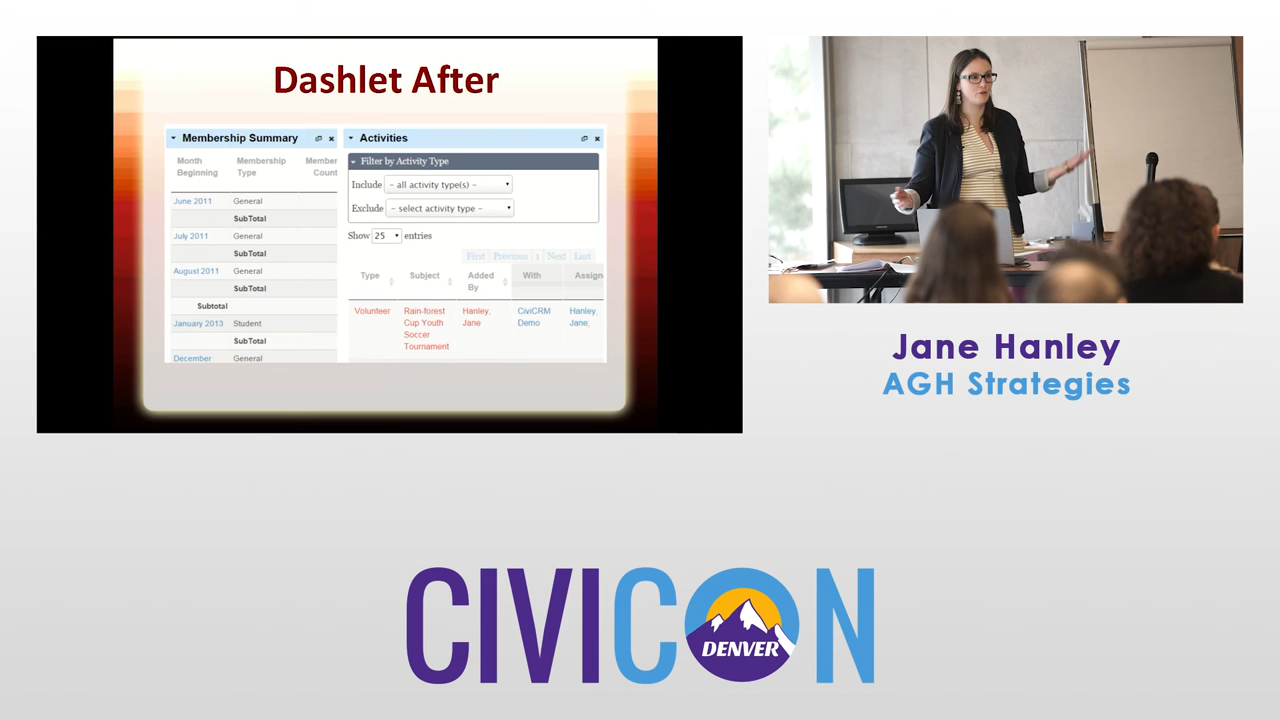 Dashlet After
Membership Summary
Month Beginning Membership Type Member Count
June 2011 General
SubTotal
July 2011 General
SubTotal
August 2011 General
SubTotal
Subtotal
January 2013 Student
SubTotal
December General
Activities
Filter by Activity Type
Include - all activity type(s) -
Exclude - select activity type -
Show 25 entries
First Previous 1 Next Last
Type Subject Added By With Assign
Volunteer Rain-forest Cup Youth Soccer Tournament Hanley, Jane CiviCRM Demo Hanley, Jane,
Jane Hanley
AGH Strategies
CIVICON
DENVER